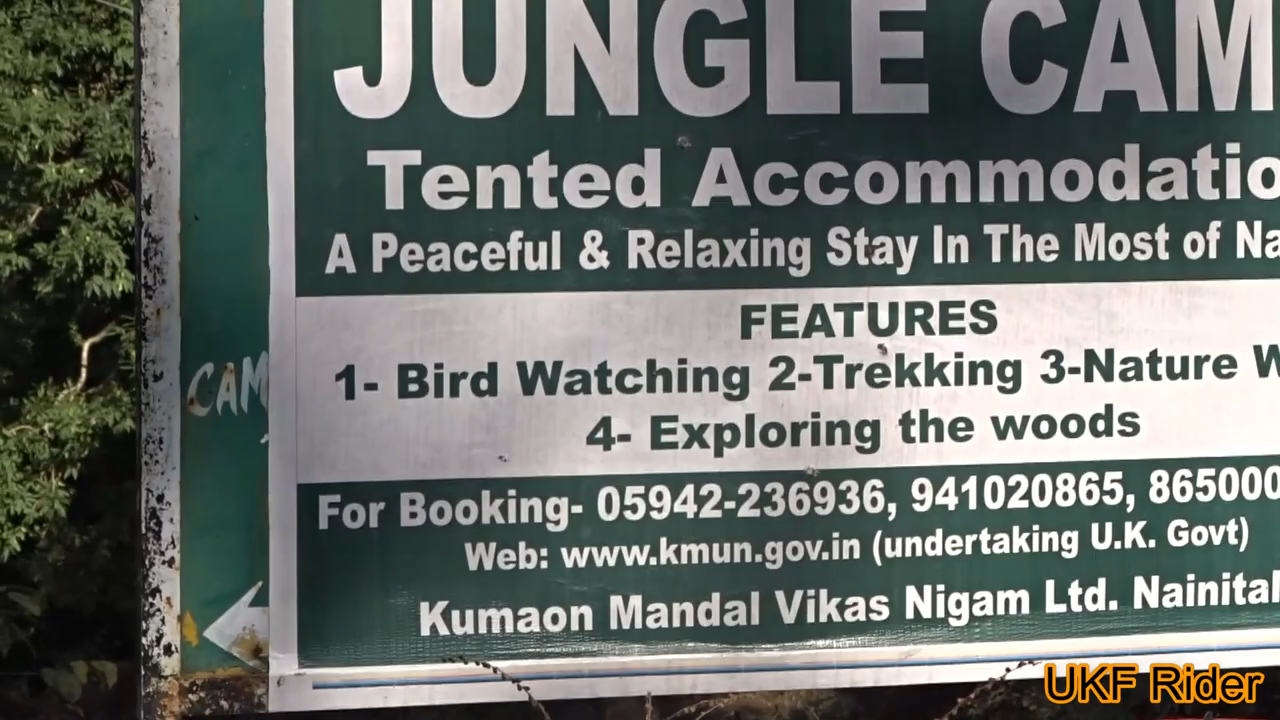 JUNGLE CAM
Tented Accommodatio
A Peaceful & Relaxing Stay In The Most of Na
FEATURES
1- Bird Watching 2-Trekking 3-Nature W
4- Exploring the woods
For Booking- 05942-236936, 941020865, 865000
Web: www.kmun.gov.in (undertaking U.K. Govt)
Kumaon Mandal Vikas Nigam Ltd. Nainital
CAM
UKF Rider